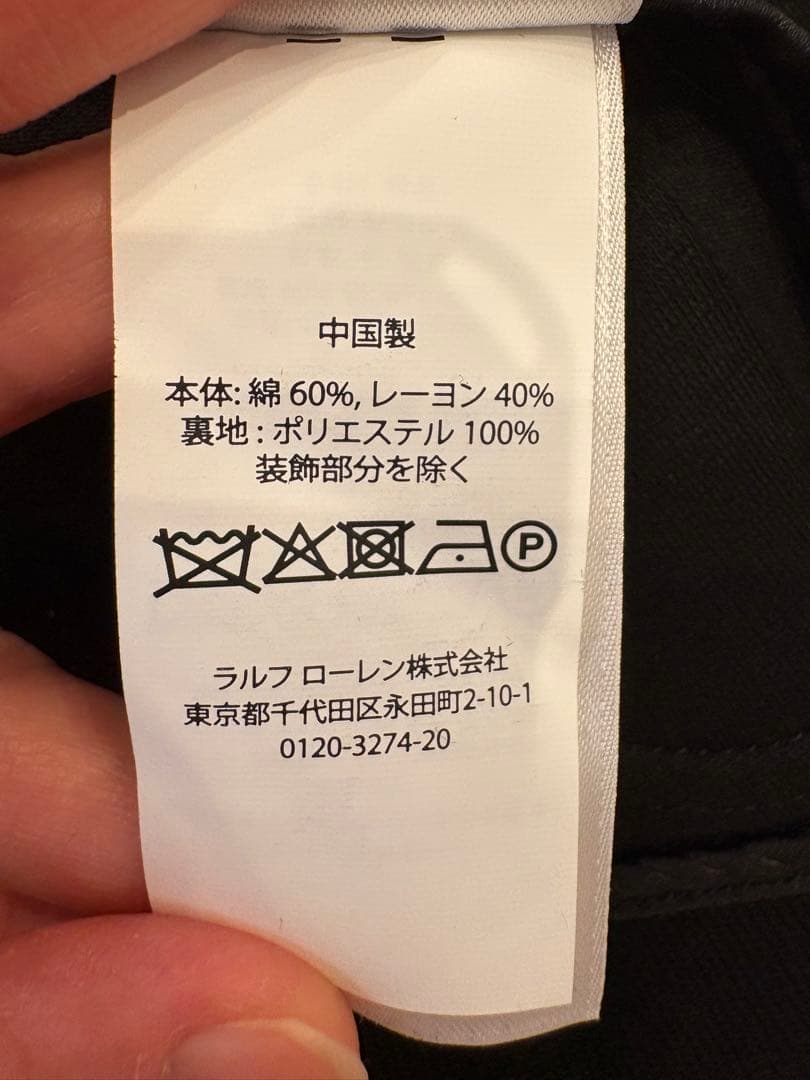 中国製
本体: 綿 60%, レーヨン 40%
裏地 : ポリエステル 100%
装飾部分を除く
P
ラルフ ローレン株式会社
東京都千代田区永田町2-10-1
0120-3274-20